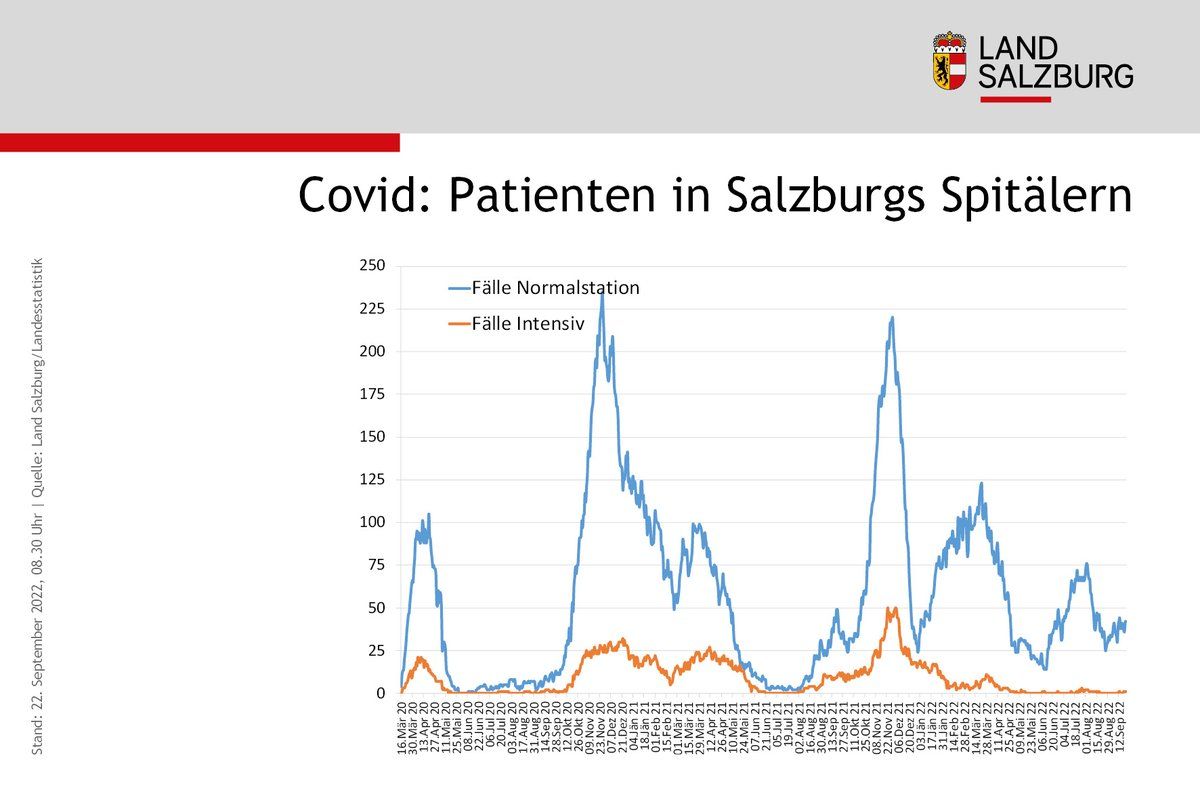 LAND
SALZBURG
Covid: Patienten in Salzburgs Spitälern
Stand: 22. September 2022, 08.30 Uhr | Quelle: Land Salzburg/Landesstatistik
250
225
200
175
150
125
100
75
50
25
0
Fälle Normalstation
Fälle Intensiv
16.Mär 20
30.Mär 20
13.Apr 20
27.Apr 20
11.Mai 20
25.Mai 20
08.Jun 20
22.Jun 20
06.Jul 20
20.Jul 20
03.Aug 20
17.Aug 20
31.Aug 20
14.Sep 20
28.Sep 20
12.Okt 20
26.Okt 20
09.Nov 20
23.Nov 20
07.Dez 20
21.Dez 20
04.Jän 21
18.Jän 21
01.Feb 21
15.Feb 21
01.Mär 21
15.Mär 21
29.Mär 21
12.Apr 21
26.Apr 21
10.Mai 21
24.Mai 21
07.Jun 21
21.Jun 21
05.Jul 21
19.Jul 21
02.Aug 21
16.Aug 21
30.Aug 21
13.Sep 21
27.Sep 21
11.Okt 21
25.Okt 21
08.Nov 21
22.Nov 21
06.Dez 21
20.Dez 21
03.Jän 22
17.Jän 22
31.Jän 22
14.Feb 22
28.Feb 22
14.Mär 22
28.Mär 22
11.Apr 22
25.Apr 22
09.Mai 22
23.Mai 22
06.Jun 22
20.Jun 22
04.Jul 22
18.Jul 22
01.Aug 22
15.Aug 22
29.Aug 22
12.Sep 22